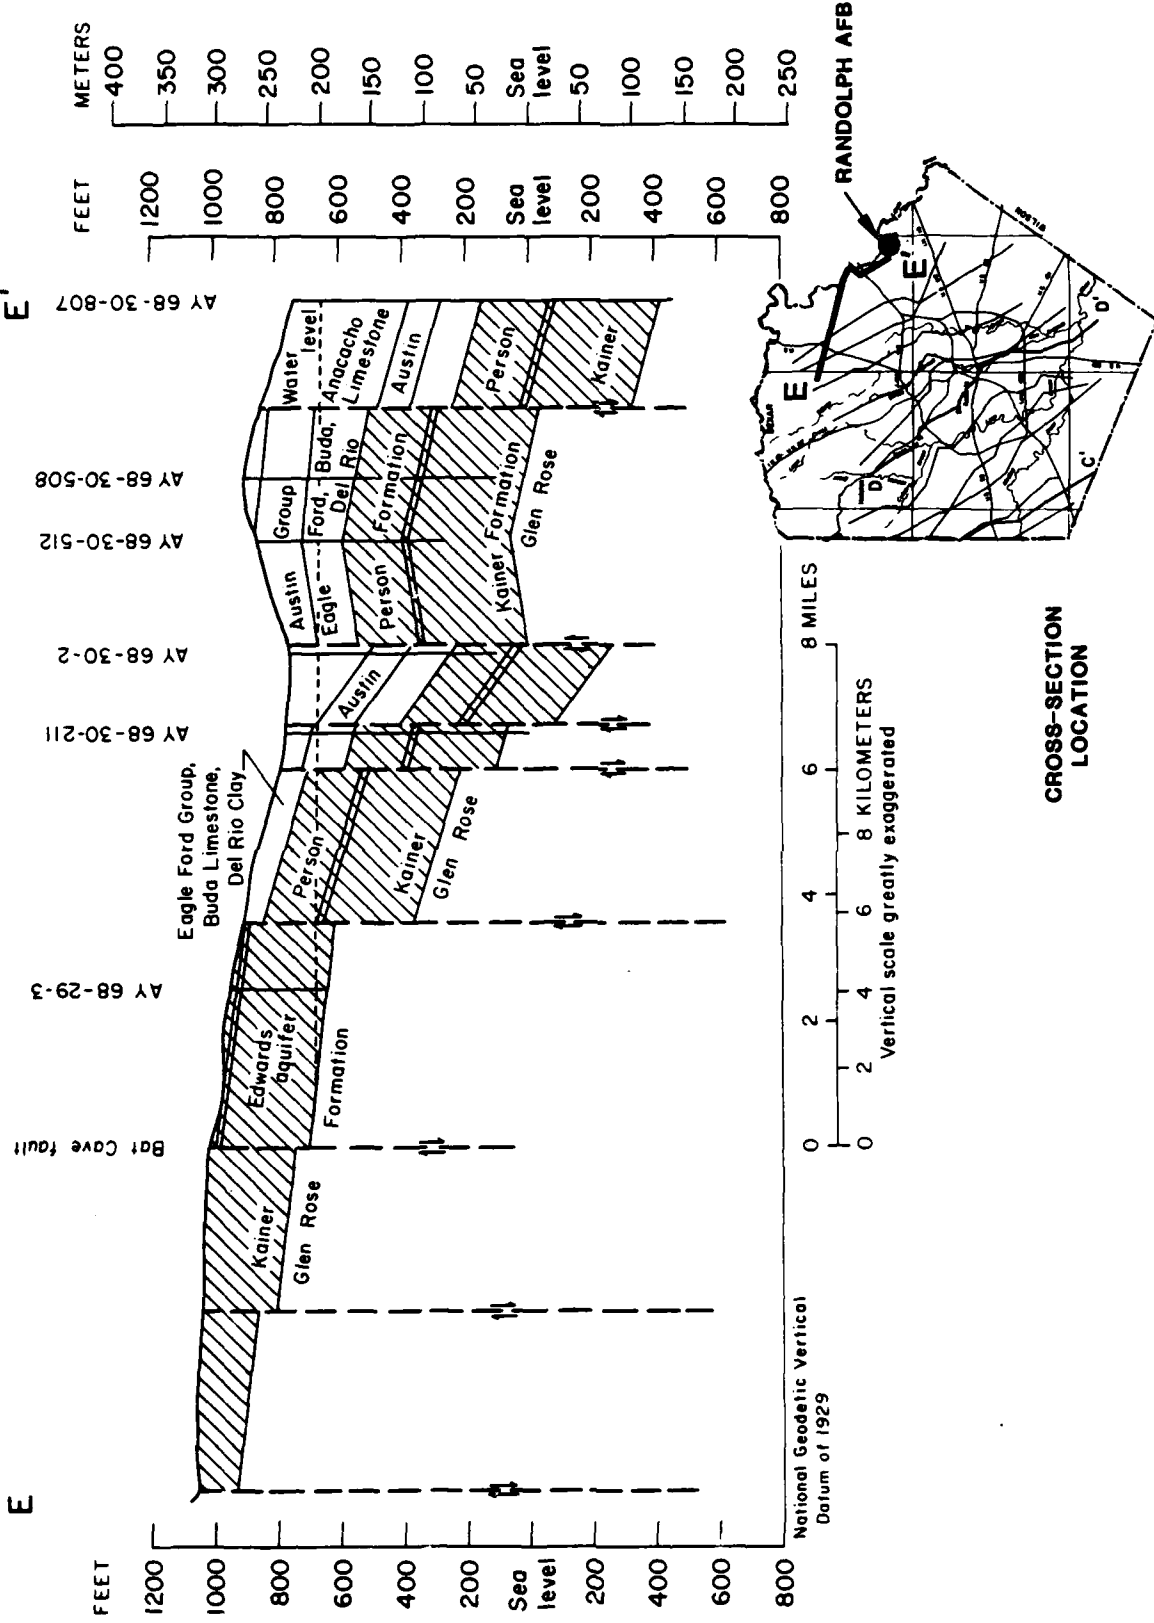 E
E'
Bat Cave fault
AY 68-29-3
AY 68-30-211
AY 68-30-2
AY 68-30-512
AY 68-30-508
AY 68-30-807
FEET
1200
1000
800
600
400
200
Sea
level
200
400
600
800
FEET
1200
1000
800
600
400
200
Sea
level
200
400
600
800
METERS
400
350
300
250
200
150
100
50
Sea
level
50
100
150
200
250
Eagle Ford Group,
Buda Limestone,
Del Rio Clay
Kainer
Glen Rose
Edwards
aquifer
Formation
Person
Kainer
Glen Rose
Austin
Austin
Group
Eagle
Ford,
Buda,
Del Rio
Person
Formation
Kainer Formation
Glen Rose
Water
level
Anacacho
Limestone
Austin
Person
Kainer
National Geodetic Vertical
Datum of 1929
0
2
4
6
8 MILES
0
2
4
6
8 KILOMETERS
Vertical scale greatly exaggerated
RANDOLPH AFB
E
E'
D
D'
C'
WILSON
CROSS-SECTION
LOCATION